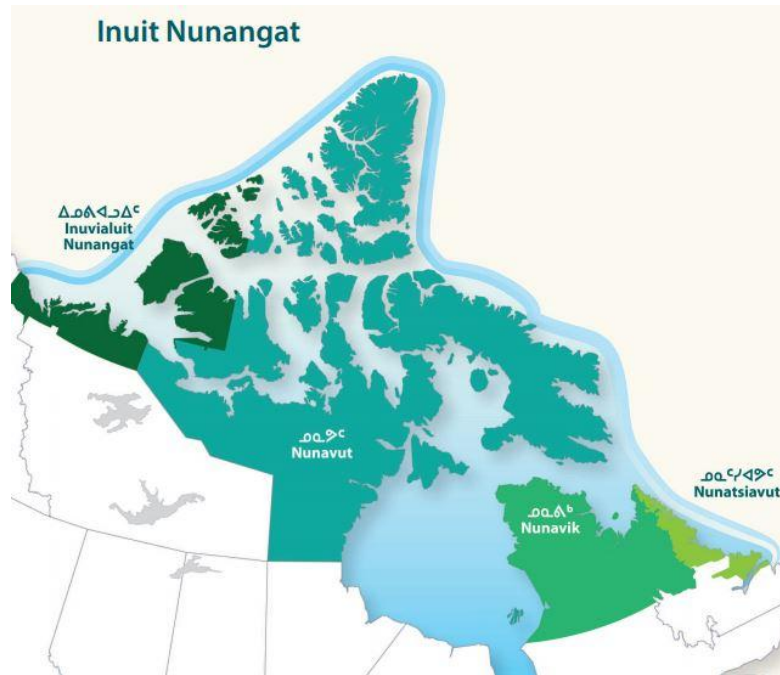 Inuit Nunangat
ᐃᓄᕕᐊᓗᐃᑦ
Inuvialuit
Nunangat
ᓄᓇᕗᑦ
Nunavut
ᓄᓇᑦᓯᐊᕗᑦ
Nunatsiavut
ᓄᓇᕕᒃ
Nunavik